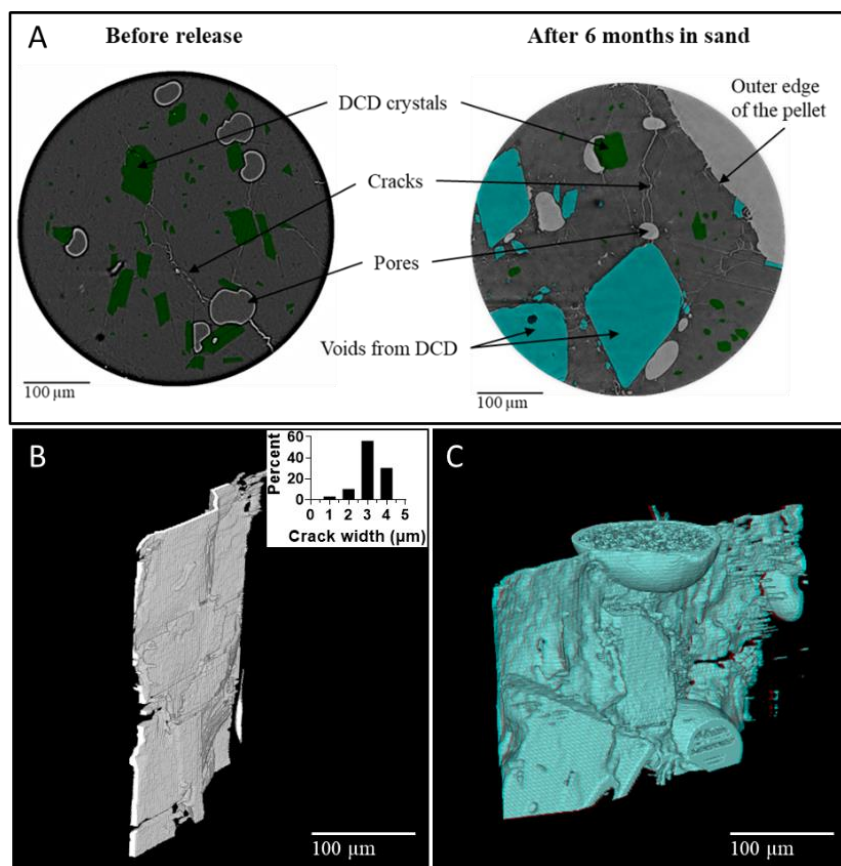 A
Before release
After 6 months in sand
DCD crystals
Outer edge
of the pellet
Cracks
Pores
Voids from DCD
100 µm
100 µm
B
Percent
60
40
20
0
0 1 2 3 4 5
Crack width (µm)
100 µm
C
100 µm